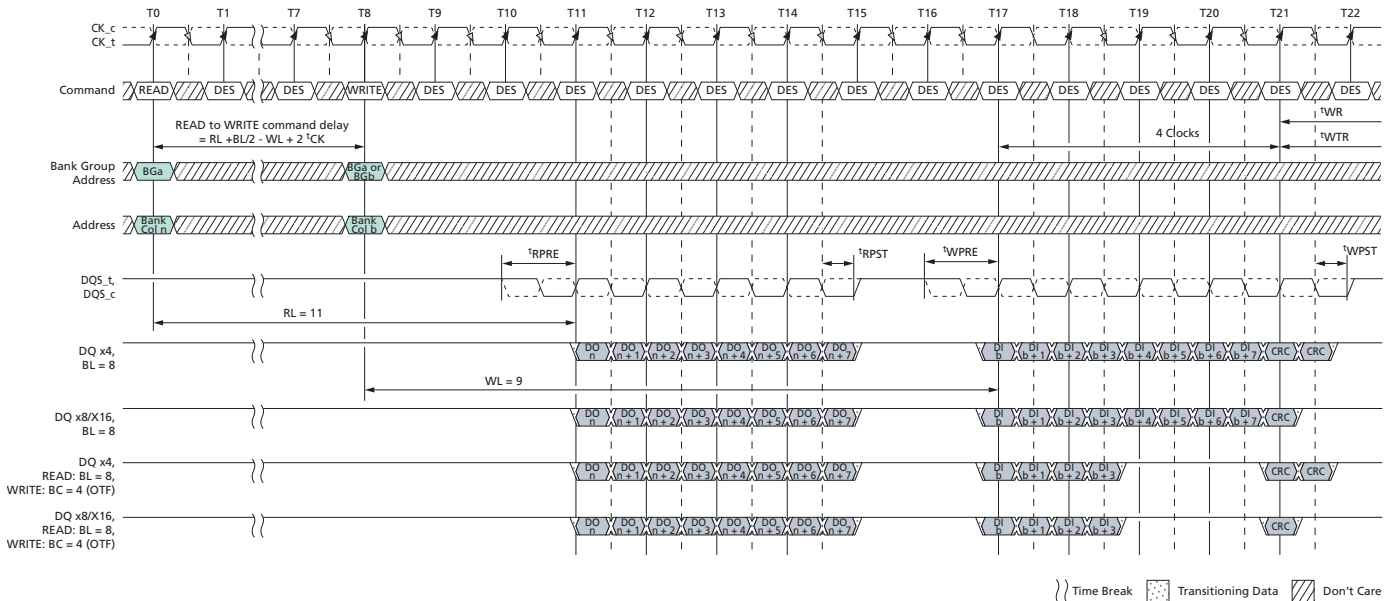 T0 T1 T7 T8 T9 T10 T11 T12 T13 T14 T15 T16 T17 T18 T19 T20 T21 T22
CK_c
CK_t
Command READ DES DES WRITE DES DES DES DES DES DES DES DES DES DES DES DES DES DES
READ to WRITE command delay
= RL +BL/2 - WL + 2 tCK
4 Clocks
tWR
tWTR
Bank Group
Address
BGa
BGa or
BGb
Address
Bank
Col n
Bank
Col b
tRPRE
tRPST
tWPRE
tWPST
DQS_t,
DQS_c
RL = 11
DQ x4,
BL = 8
DO DO DO DO DO DO DO DO DI DI DI DI DI DI DI DI CRC CRC
n n + 1 n + 2 n + 3 n + 4 n + 5 n + 6 n + 7 b b + 1 b + 2 b + 3 b + 4 b + 5 b + 6 b + 7
WL = 9
DQ x8/X16,
BL = 8
DO DO DO DO DO DO DO DO DI DI DI DI DI DI DI DI CRC
n n + 1 n + 2 n + 3 n + 4 n + 5 n + 6 n + 7 b b + 1 b + 2 b + 3 b + 4 b + 5 b + 6 b + 7
DQ x4,
READ: BL = 8,
WRITE: BC = 4 (OTF)
DO DO DO DO DO DO DO DO DI DI DI DI CRC CRC
n n + 1 n + 2 n + 3 n + 4 n + 5 n + 6 n + 7 b b + 1 b + 2 b + 3
DQ x8/X16,
READ: BL = 8,
WRITE: BC = 4 (OTF)
DO DO DO DO DO DO DO DO DI DI DI DI CRC
n n + 1 n + 2 n + 3 n + 4 n + 5 n + 6 n + 7 b b + 1 b + 2 b + 3
Time Break Transitioning Data Don't Care